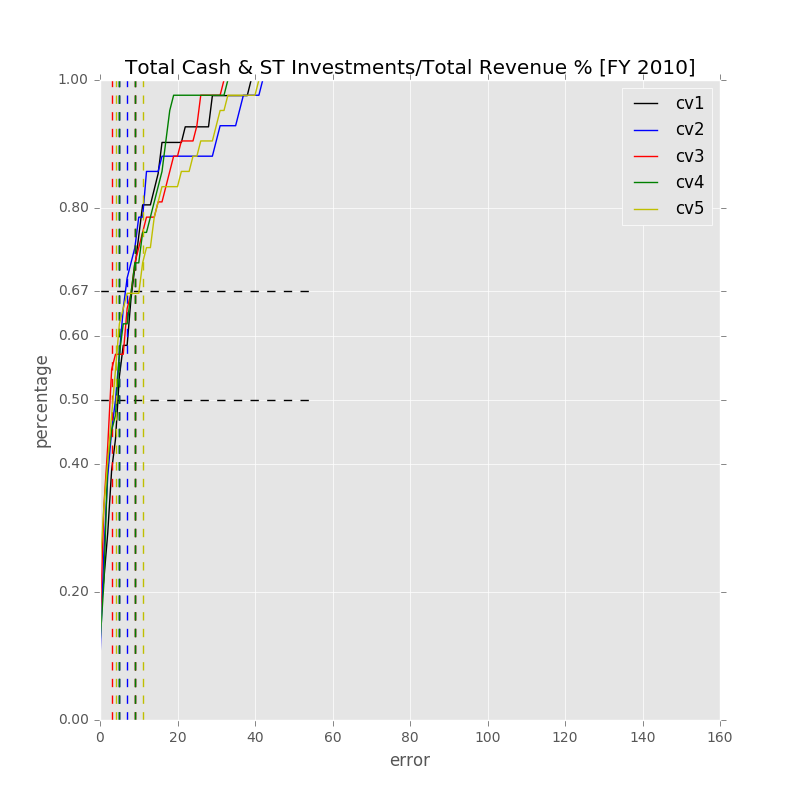 Total Cash & ST Investments/Total Revenue % [FY 2010]
1.00
0.80
0.67
0.60
0.50
0.40
0.20
0.00
percentage
cv1
cv2
cv3
cv4
cv5
0 20 40 60 80 100 120 140 160
error